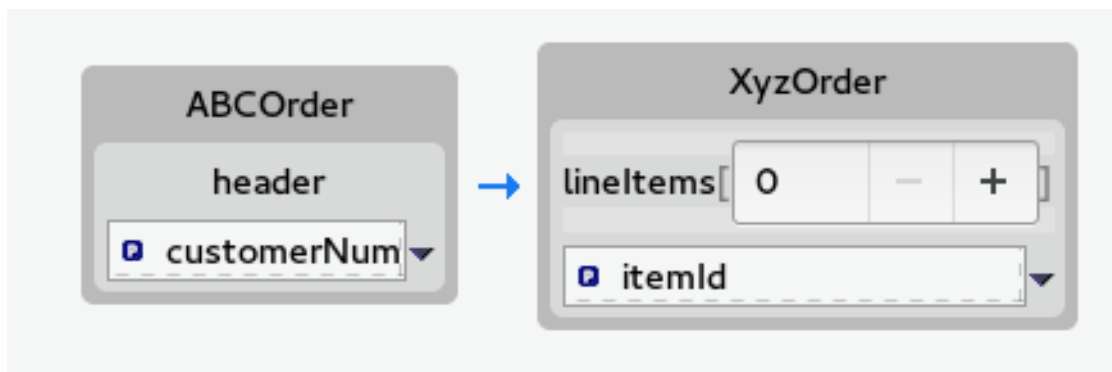 ABCOrder
header
customerNum
XyzOrder
lineItems[ 0 − + ]
itemId